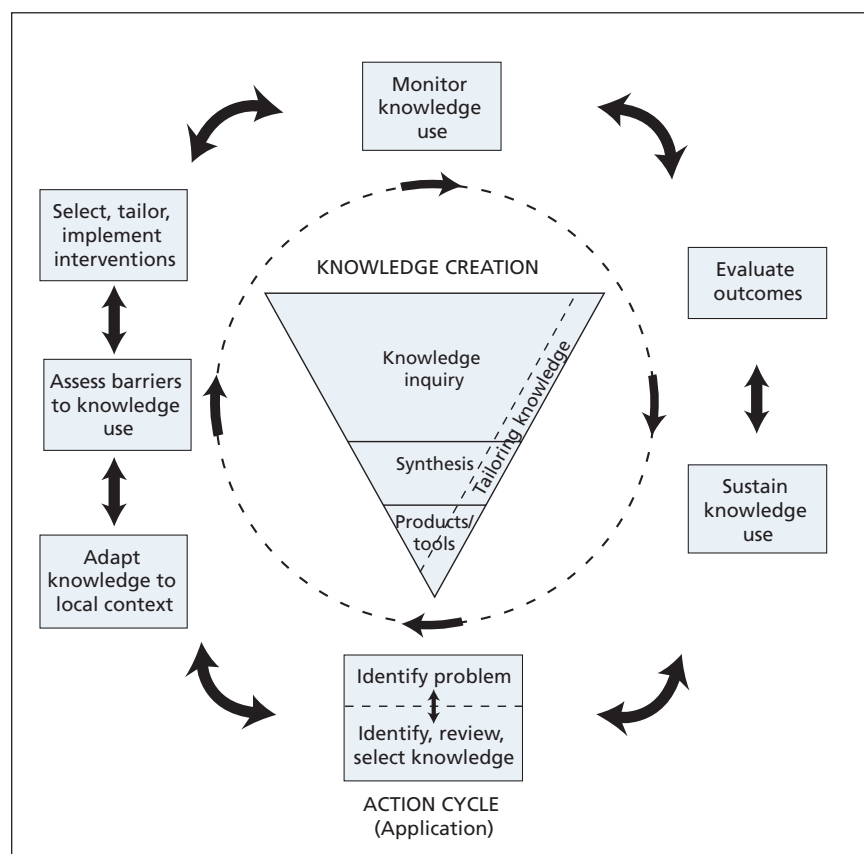 Monitor
knowledge
use
Select, tailor,
implement
interventions
KNOWLEDGE CREATION
Evaluate
outcomes
Knowledge
inquiry
Tailoring knowledge
Assess barriers
to knowledge
use
Synthesis
Products/
tools
Sustain
knowledge
use
Adapt
knowledge to
local context
Identify problem
Identify, review,
select knowledge
ACTION CYCLE
(Application)